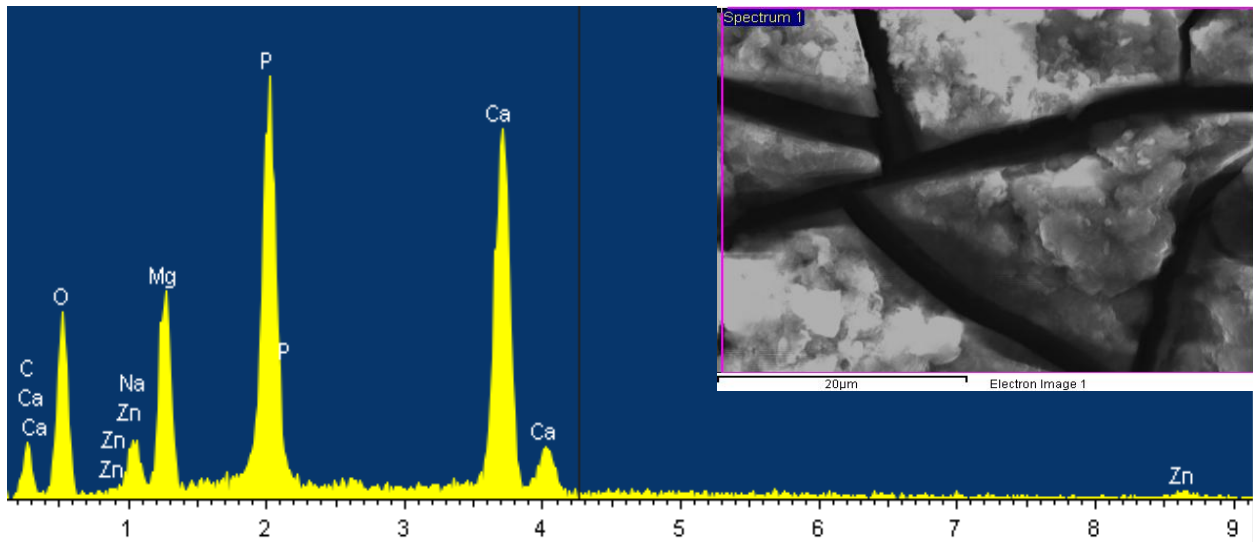 Spectrum 1
P
Ca
Mg
O
P
C
Ca
Ca
Na
Zn
Zn
Zn
Ca
Zn
20µm
Electron Image 1
1 2 3 4 5 6 7 8 9